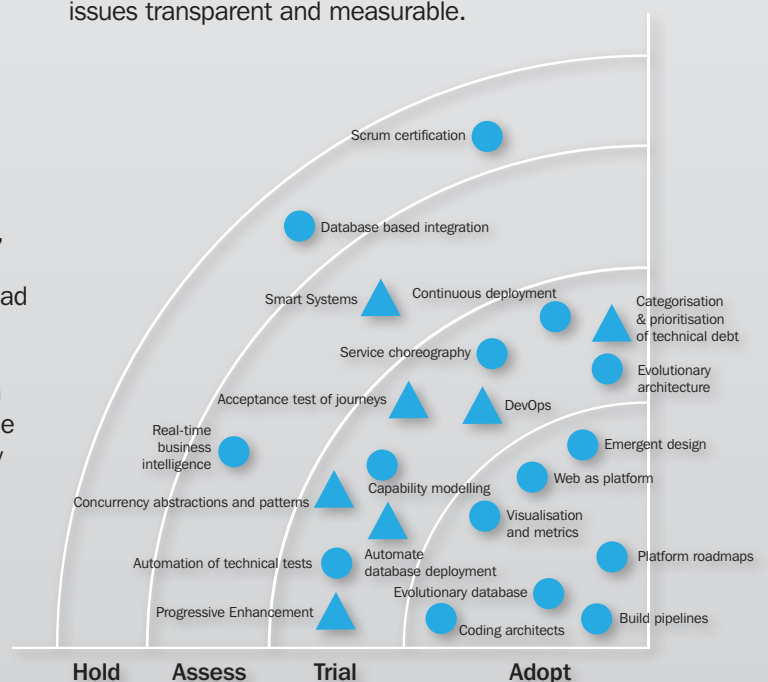 issues transparent and measurable.
Scrum certification
Database based integration
ad
Smart Systems
Continuous deployment
Categorisation
& prioritisation
of technical debt
Service choreography
Evolutionary
architecture
Acceptance test of journeys
DevOps
Real-time
business
intelligence
Emergent design
Web as platform
Capability modelling
Concurrency abstractions and patterns
Visualisation
and metrics
Automate
database deployment
Automation of technical tests
Platform roadmaps
Evolutionary database
Progressive Enhancement
Coding architects
Build pipelines
Hold
Assess
Trial
Adopt